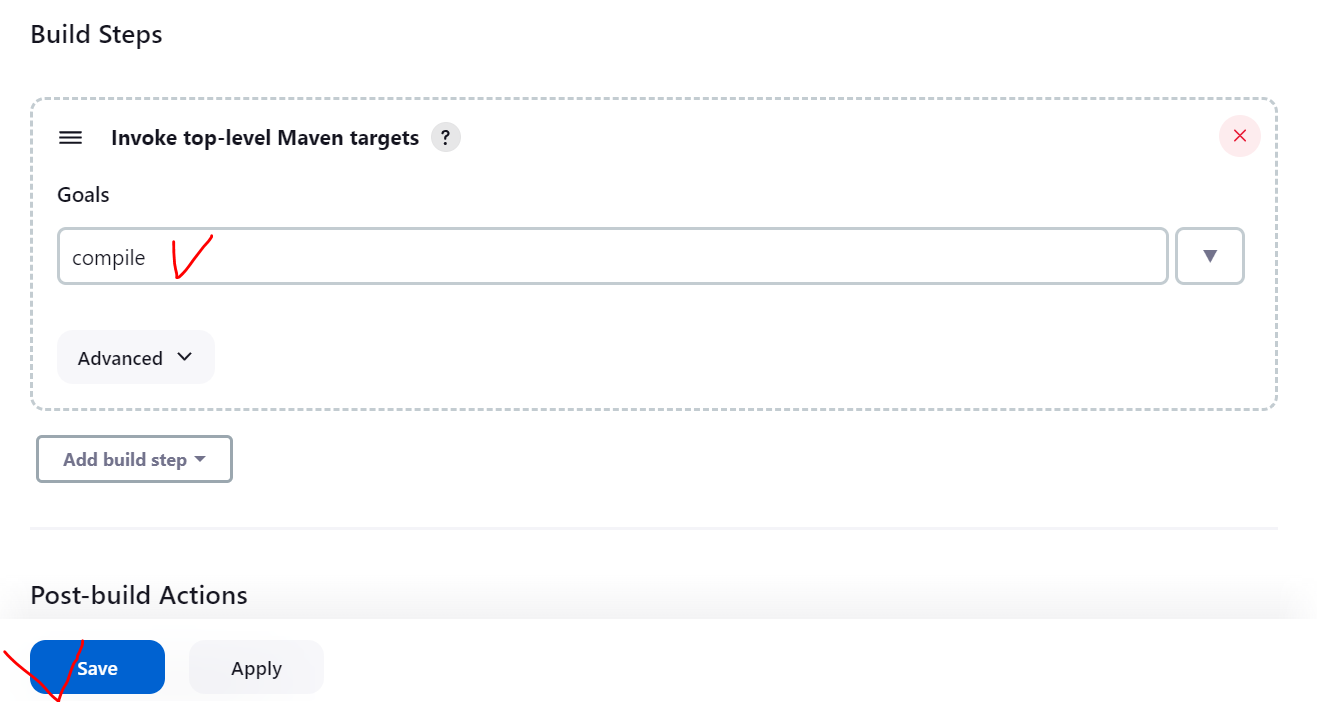 Build Steps
Invoke top-level Maven targets ?
Goals
compile
Advanced
Add build step
Post-build Actions
Save Apply